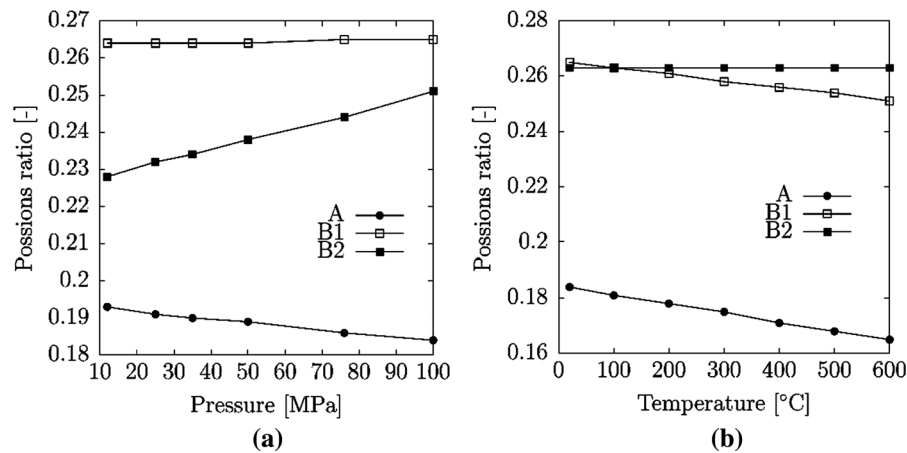 0.27
0.26
0.25
0.24
0.23
0.22
0.21
0.2
0.19
0.18
Possions ratio [-]
A
B1
B2
10 20 30 40 50 60 70 80 90 100
Pressure [MPa]
(a)
0.28
0.26
0.24
0.22
0.2
0.18
0.16
Possions ratio [-]
A
B1
B2
0 100 200 300 400 500 600
Temperature [°C]
(b)